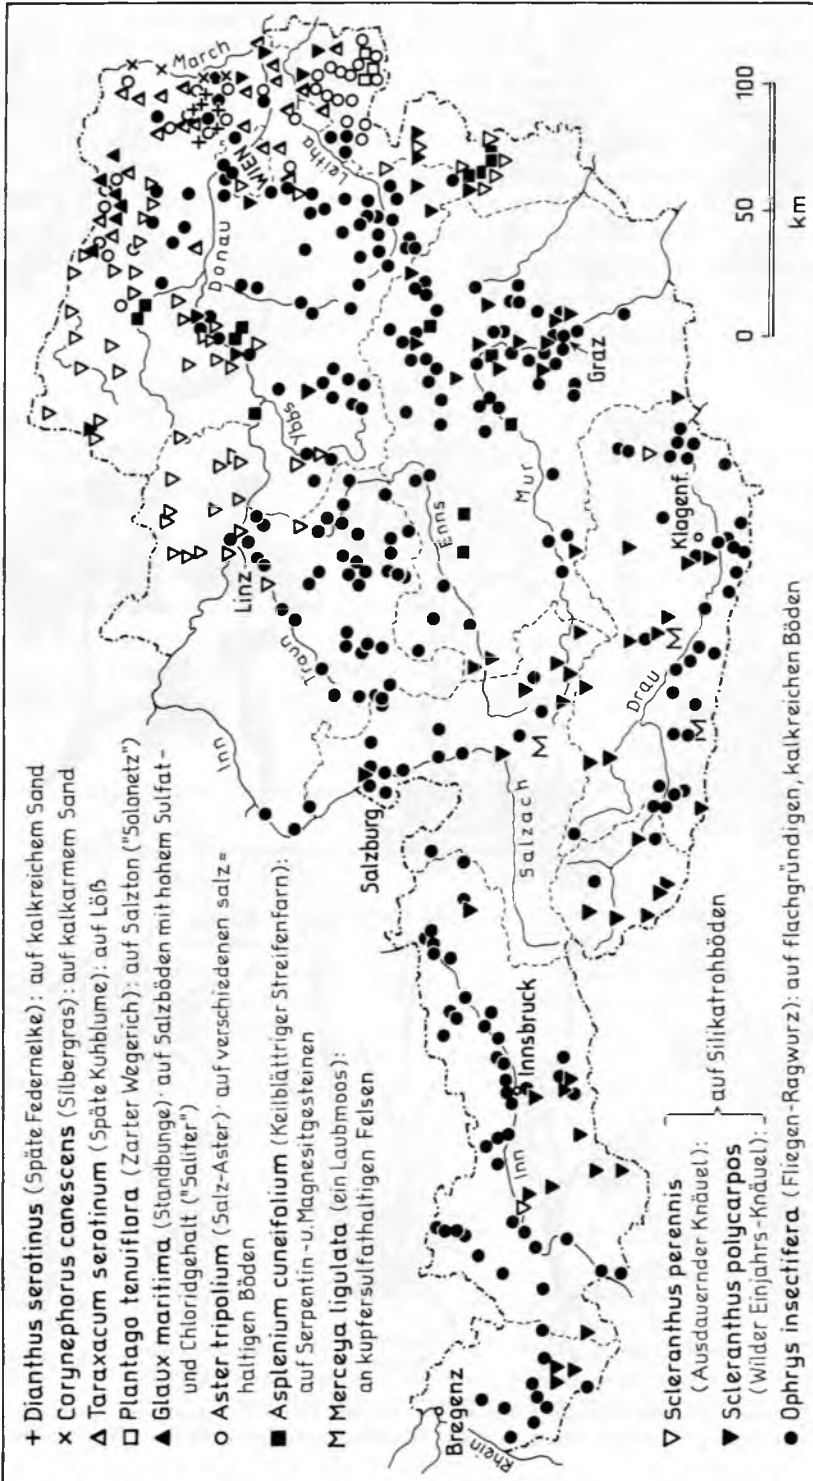 + Dianthus serotinus (Späte Federnelke): auf kalkreichem Sand
x Corynephorus canescens (Silbergras): auf kalkarmem Sand
△ Taraxacum serotinum (Späte Kuhblume): auf Löß
□ Plantago tenuiflora (Zarter Wegerich): auf Salzton ("Solonetz")
▲ Glaux maritima (Standbunge): auf Salzböden mit hohem Sulfat-
und Chloridgehalt ("Saliter")
○ Aster tripolium (Salz-Aster): auf verschiedenen salz=
haltigen Böden
■ Asplenium cuneifolium (Keilblättriger Streifenfarn):
auf Serpentin- u. Magnesitgesteinen
M Merceya ligulata (ein Laubmoos):
an kupfersulfathaltigen Felsen
▽ Scleranthus perennis
(Ausdauernder Knäuel):
▼ Scleranthus polycarpos
(Wilder Einjahrs-Knäuel):
auf Silikatrohböden
● Ophrys insectifera (Fliegen-Ragwurz): auf flachgründigen, kalkreichen Böden
Bregenz
Rhein
Inn
Innsbruck
Salzburg
Salzach
Inn
Traun
Linz
Enns
Ybbs
Donau
WIEN
March
Leitha
Mur
Graz
Drau
Klagenf.
M
M
M
0 50 100
km